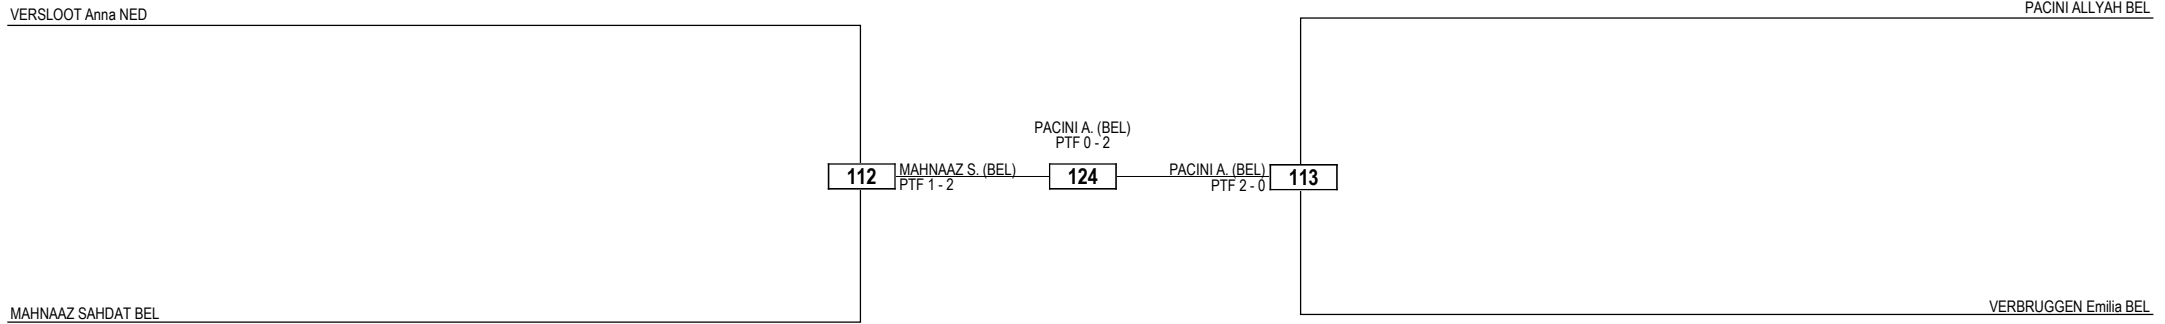 VERSLOOT Anna NED
PACINI ALLYAH BEL
PACINI A. (BEL)
PTF 0 - 2
112
MAHNAAZ S. (BEL)
PTF 1 - 2
124
PACINI A. (BEL)
PTF 2 - 0
113
MAHNAAZ SAHDAT BEL
VERBRUGGEN Emilia BEL